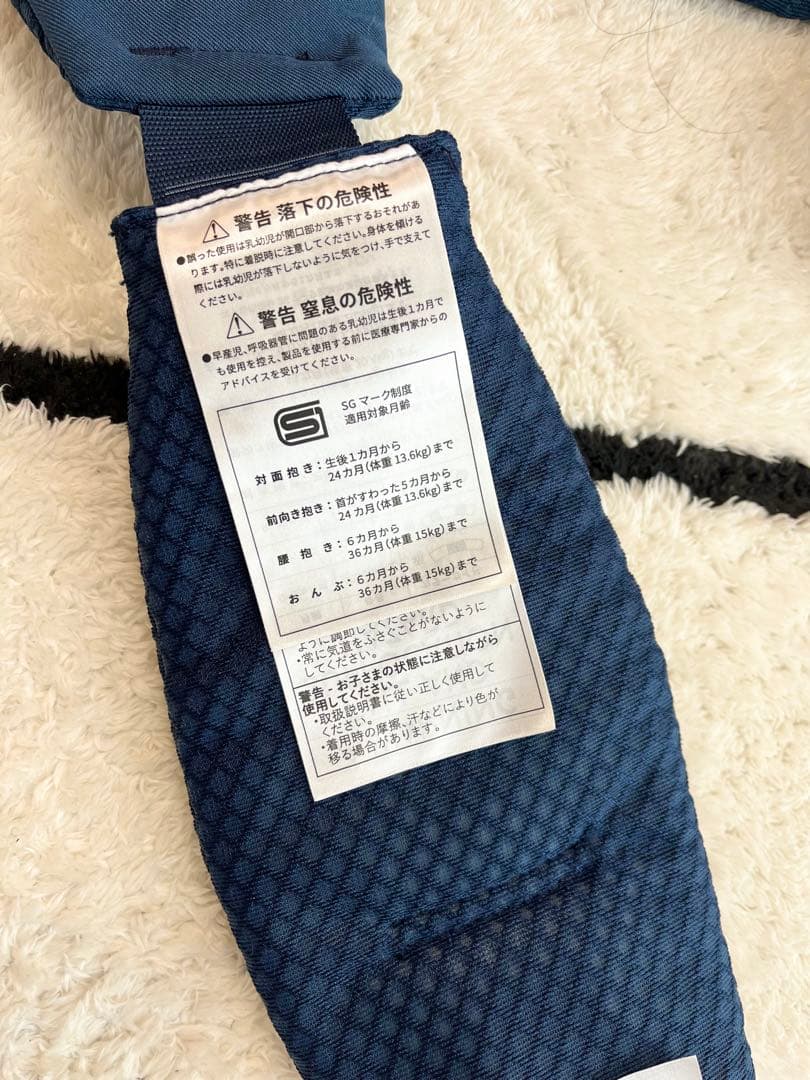 警告 落下の危険性
●誤った使用は乳幼児が開口部から落下するおそれがあ
ります。特に着脱時に注意してください。身体を傾ける
際には乳幼児が落下しないように気をつけ、手で支えて
ください。
警告 窒息の危険性
●早産児、呼吸器管に問題のある乳幼児は生後1カ月で
も使用を控え、製品を使用する前に医療専門家からの
アドバイスを受けてください。
SG マーク制度
適用対象月齢
対面抱き：生後1カ月から
24カ月(体重 13.6kg)まで
前向き抱き：首がすわった5カ月から
24カ月(体重 13.6kg)まで
腰抱き：6カ月から
36カ月(体重 15kg)まで
おんぶ：6カ月から
36カ月(体重 15kg)まで
ように調節してください。
・常に気道をふさぐことがないように
してください。
警告 - お子さまの状態に注意しながら
使用してください。
・取扱説明書に従い正しく使用して
ください。
・着用時の摩擦、汗などにより色が
移る場合があります。